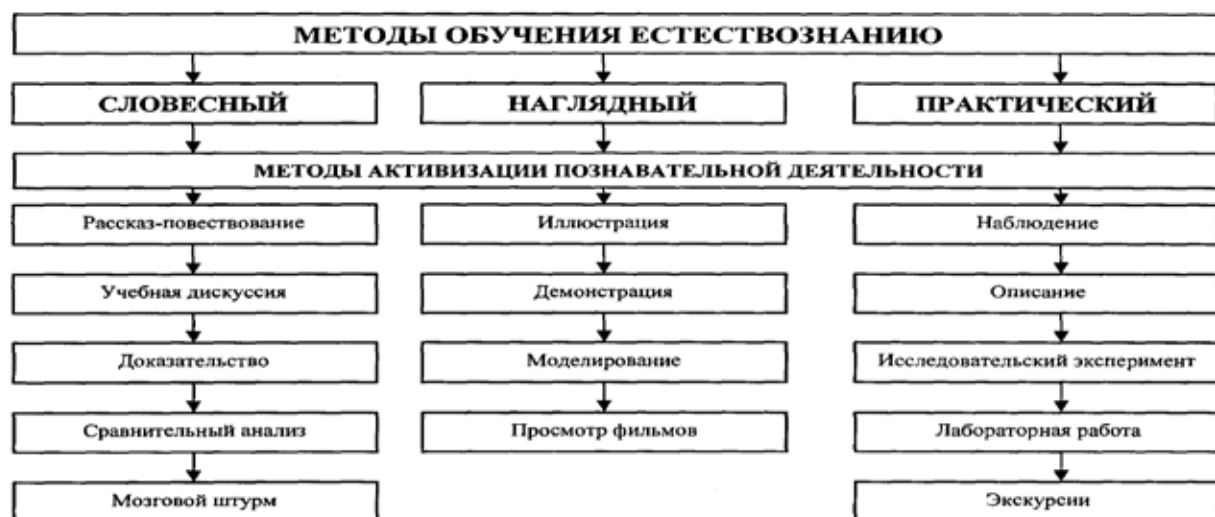 МЕТОДЫ ОБУЧЕНИЯ ЕСТЕСТВОЗНАНИЮ
СЛОВЕСНЫЙ
НАГЛЯДНЫЙ
ПРАКТИЧЕСКИЙ
МЕТОДЫ АКТИВИЗАЦИИ ПОЗНАВАТЕЛЬНОЙ ДЕЯТЕЛЬНОСТИ
Рассказ-повествование
Учебная дискуссия
Доказательство
Сравнительный анализ
Мозговой штурм
Иллюстрация
Демонстрация
Моделирование
Просмотр фильмов
Наблюдение
Описание
Исследовательский эксперимент
Лабораторная работа
Экскурсии